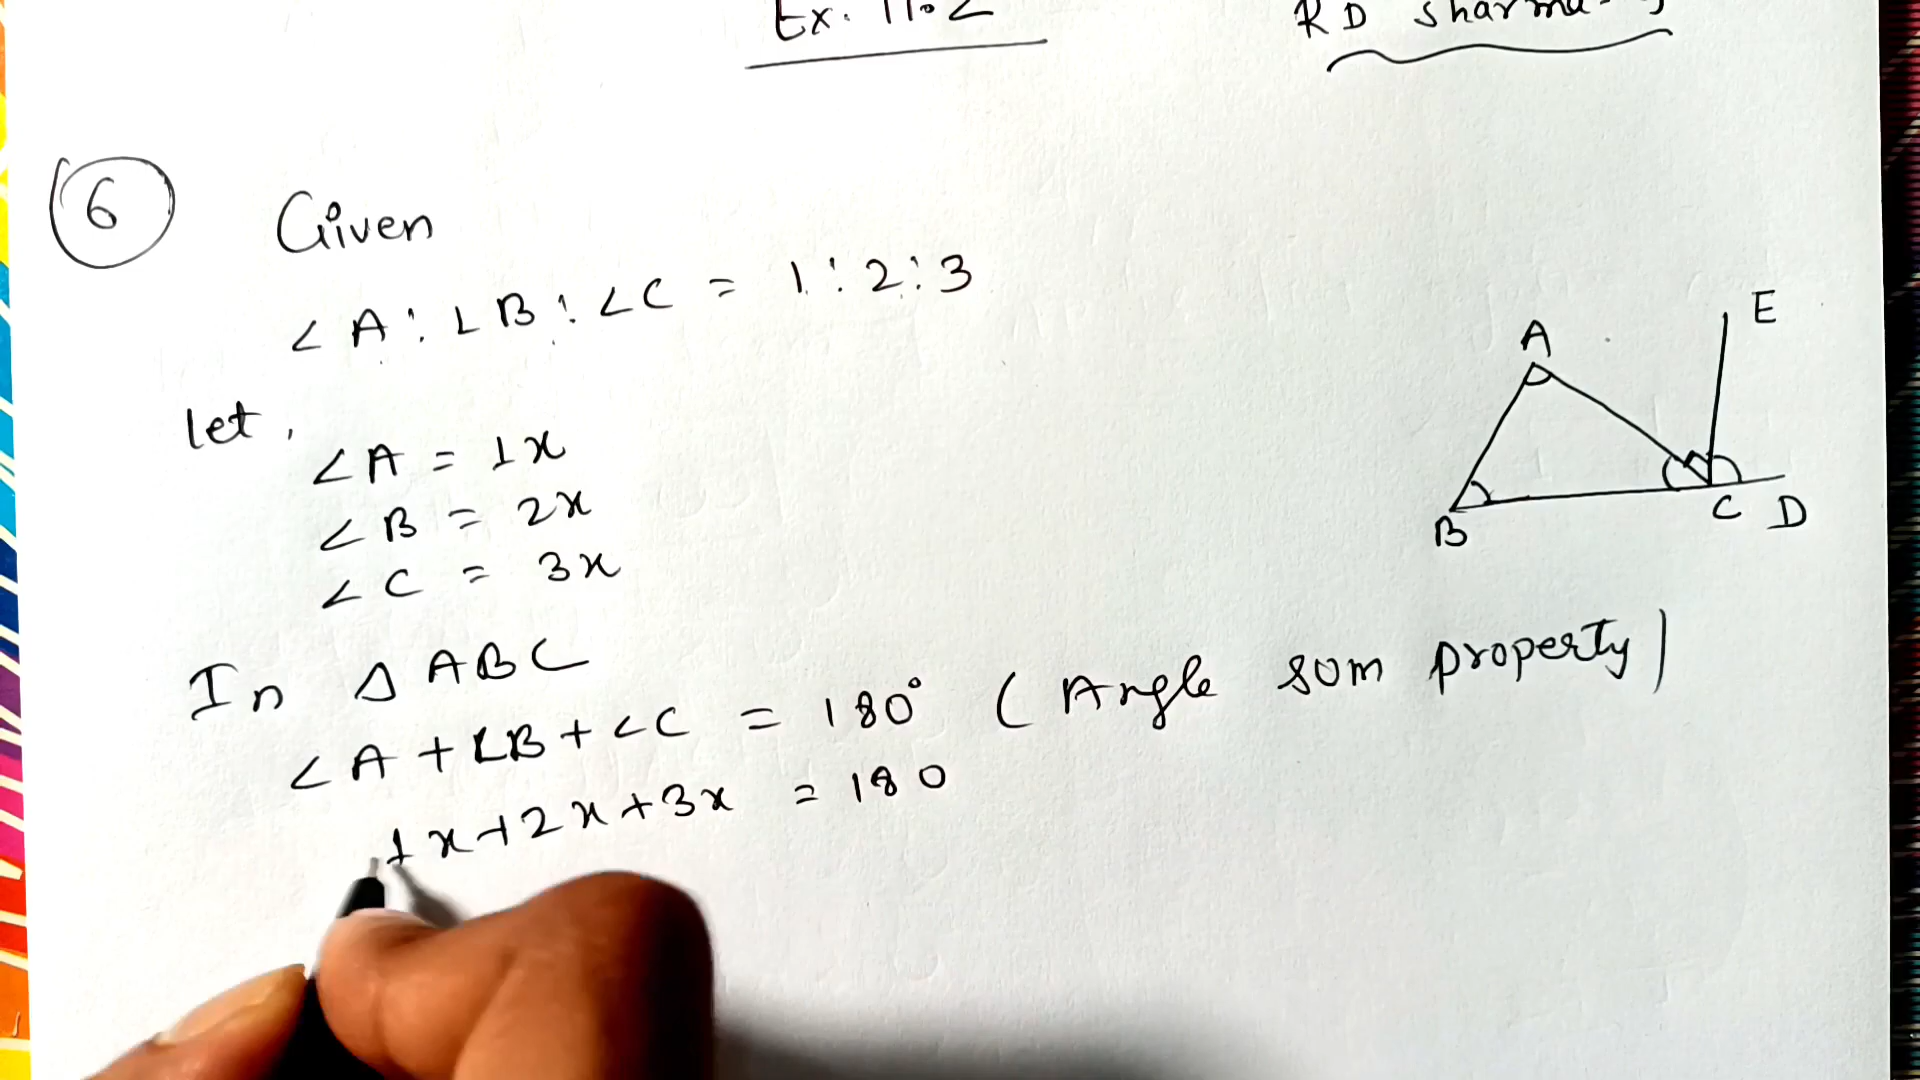 Ex. 11.2
RD Sharma
6
Given
∠A : ∠B : ∠C = 1 : 2 : 3
let,
∠A = 1x
∠B = 2x
∠C = 3x
In Δ ABC
∠A + ∠B + ∠C = 180° (Angle sum property)
1x + 2x + 3x = 180
A
E
B
C
D